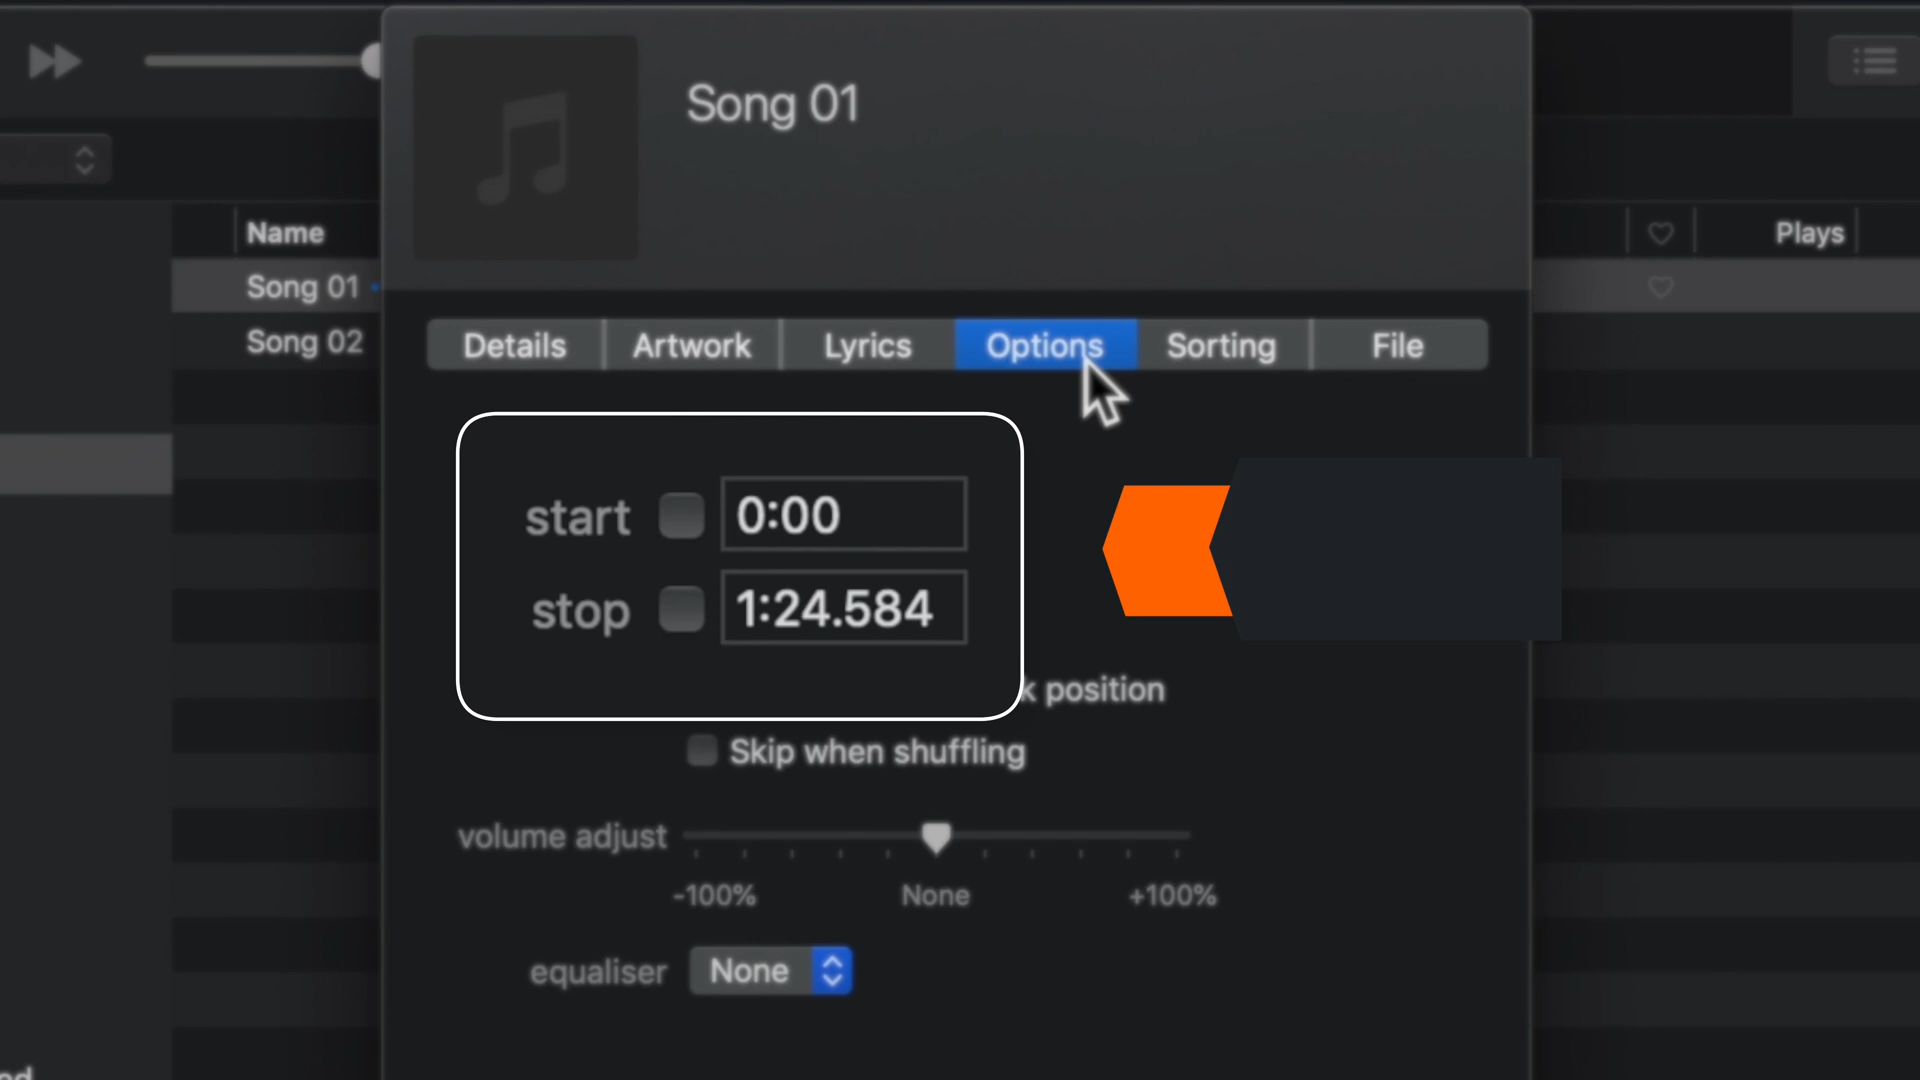 Song 01
Name
Plays
Song 01
Song 02
Details
Artwork
Lyrics
Options
Sorting
File
start 0:00
stop 1:24.584
k position
Skip when shuffling
volume adjust
-100%
None
+100%
equaliser None